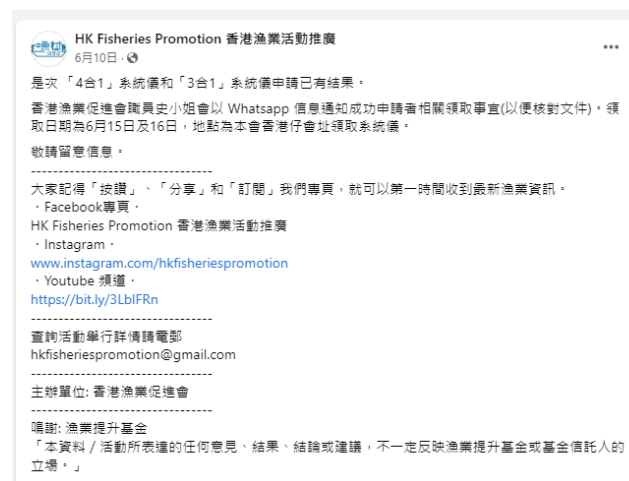 漁村
HK Fisheries Promotion 香港漁業活動推廣
6月10日 ·
是次 「4合1」系統儀和「3合1」系統儀申請已有結果。
香港漁業促進會職員史小姐會以 Whatsapp 信息通知成功申請者相關領取事宜(以便核對文件)。領
取日期為6月15日及16日，地點為本會香港仔會址領取系統儀。
敬請留意信息。
---------------------------------
大家記得「按讚」、「分享」和「訂閱」我們專頁，就可以第一時間收到最新漁業資訊。
· Facebook專頁 ·
HK Fisheries Promotion 香港漁業活動推廣
· Instagram ·
www.instagram.com/hkfisheriespromotion
· Youtube 頻道 ·
https://bit.ly/3LblFRn
---------------------------------
查詢活動舉行詳情請電郵
hkfisheriespromotion@gmail.com
---------------------------------
主辦單位: 香港漁業促進會
---------------------------------
鳴謝: 漁業提升基金
「本資料 / 活動所表達的任何意見、結果、結論或建議，不一定反映漁業提升基金或基金信託人的
立場。」